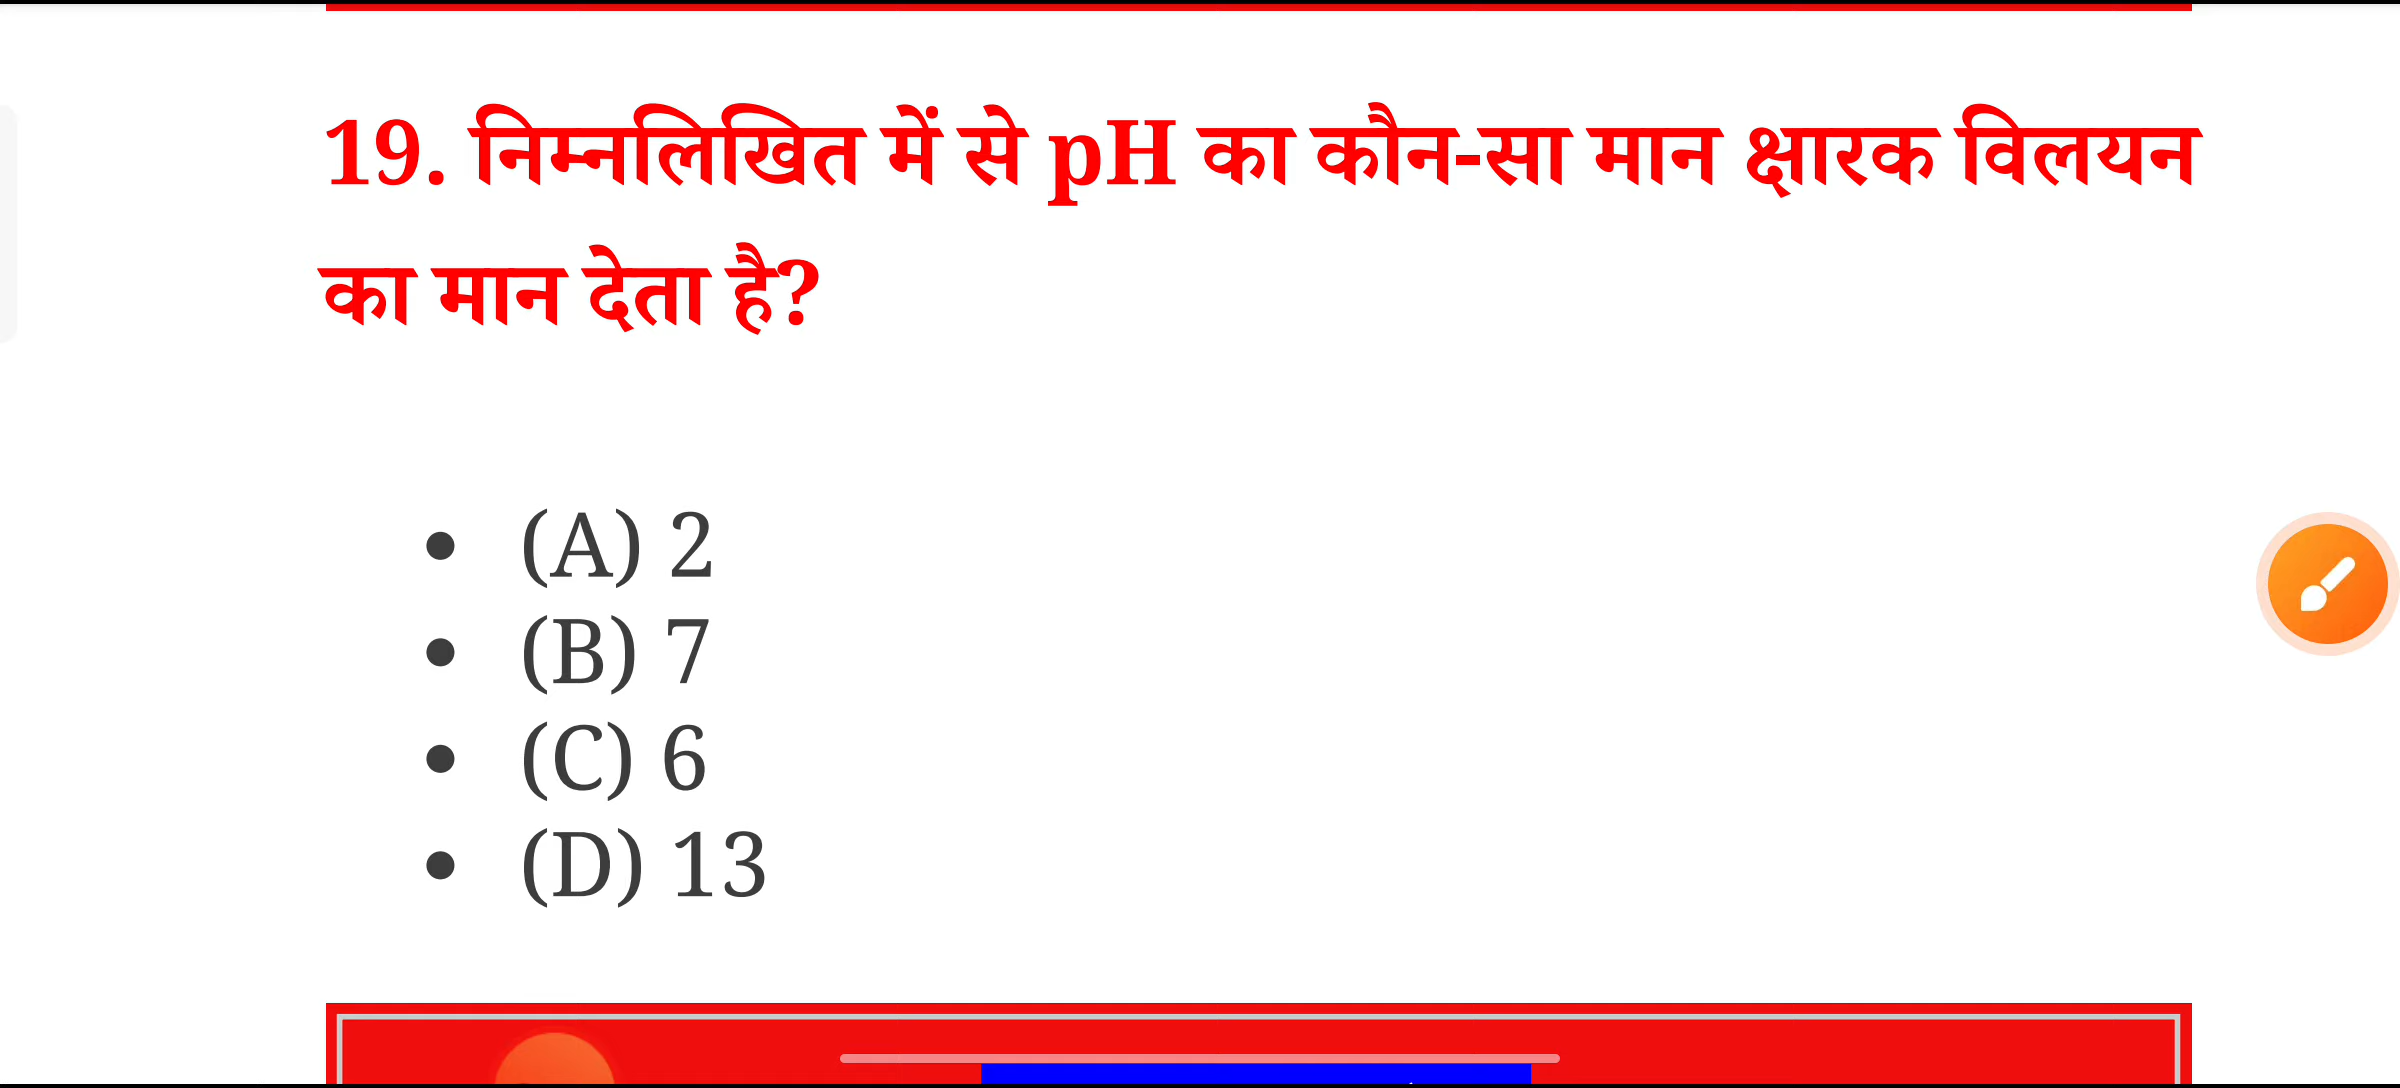 19. निम्नलिखित में से pH का कौन-सा मान क्षारक विलयन
का मान देता है?
• (A) 2
• (B) 7
• (C) 6
• (D) 13